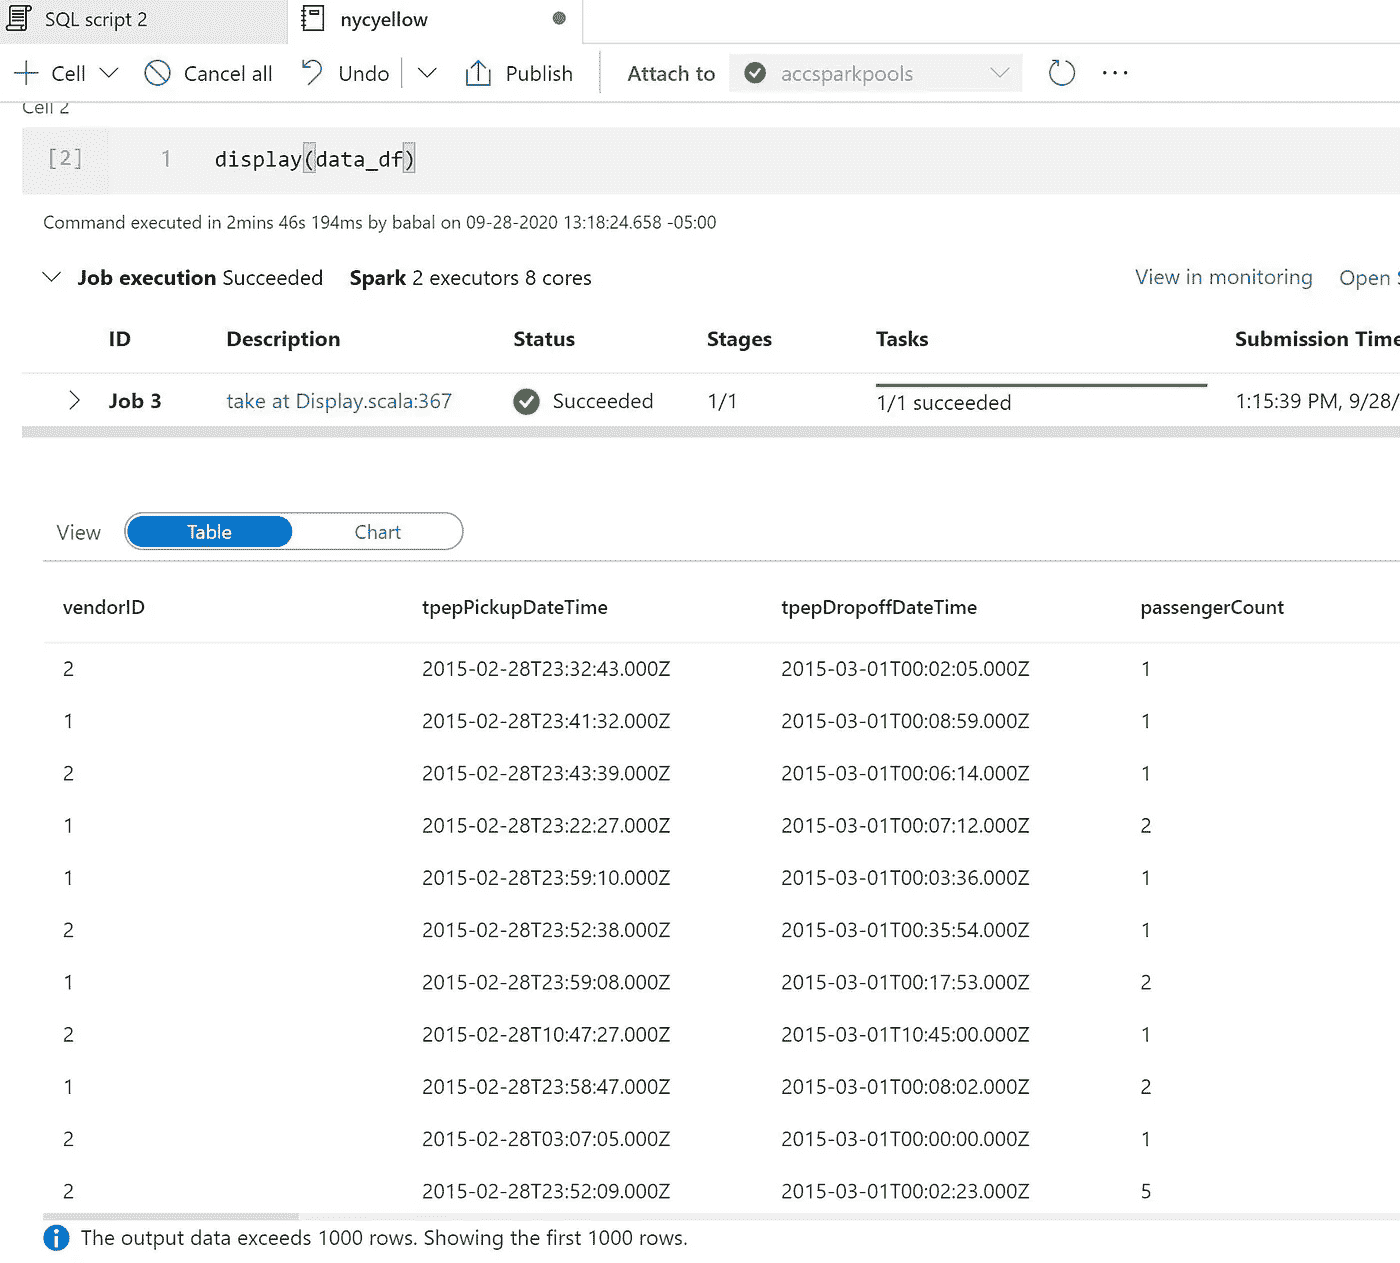 SQL script 2 nycyellow
Cell Cancel all Undo Publish Attach to accsparkpools ...
Cell 2
[2] 1 display(data_df)
Command executed in 2mins 46s 194ms by babal on 09-28-2020 13:18:24.658 -05:00
Job execution Succeeded Spark 2 executors 8 cores View in monitoring Open S
ID Description Status Stages Tasks Submission Time
Job 3 take at Display.scala:367 Succeeded 1/1 1/1 succeeded 1:15:39 PM, 9/28/
View Table Chart
vendorID tpepPickupDateTime tpepDropoffDateTime passengerCount
2 2015-02-28T23:32:43.000Z 2015-03-01T00:02:05.000Z 1
1 2015-02-28T23:41:32.000Z 2015-03-01T00:08:59.000Z 1
2 2015-02-28T23:43:39.000Z 2015-03-01T00:06:14.000Z 1
1 2015-02-28T23:22:27.000Z 2015-03-01T00:07:12.000Z 2
1 2015-02-28T23:59:10.000Z 2015-03-01T00:03:36.000Z 1
2 2015-02-28T23:52:38.000Z 2015-03-01T00:35:54.000Z 1
1 2015-02-28T23:59:08.000Z 2015-03-01T00:17:53.000Z 2
2 2015-02-28T10:47:27.000Z 2015-03-01T10:45:00.000Z 1
1 2015-02-28T23:58:47.000Z 2015-03-01T00:08:02.000Z 2
2 2015-02-28T03:07:05.000Z 2015-03-01T00:00:00.000Z 1
2 2015-02-28T23:52:09.000Z 2015-03-01T00:02:23.000Z 5
The output data exceeds 1000 rows. Showing the first 1000 rows.